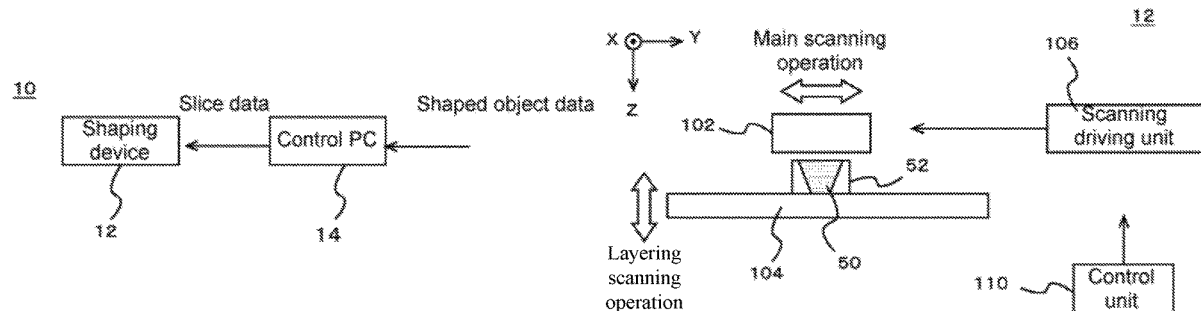 10
Slice data
Shaped object data
Shaping
device
Control PC
12
14
12
X
Y
Z
Main scanning
operation
106
102
Scanning
driving unit
52
Layering
scanning
operation
104
50
110
Control
unit